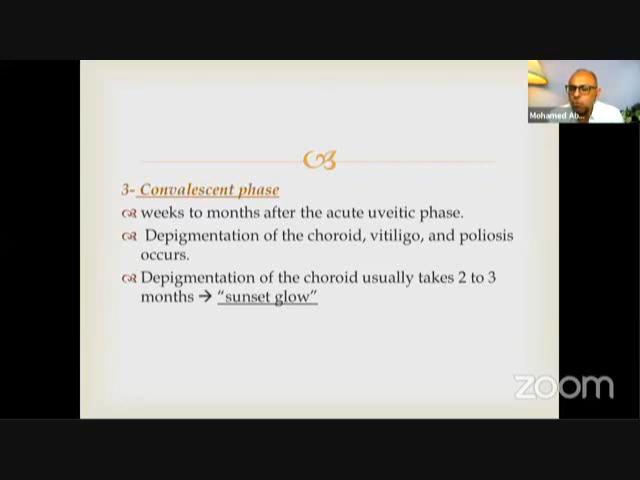 Mohamed Ab...
3- Convalescent phase
weeks to months after the acute uveitic phase.
Depigmentation of the choroid, vitiligo, and poliosis
occurs.
Depigmentation of the choroid usually takes 2 to 3
months → “sunset glow”
zoom